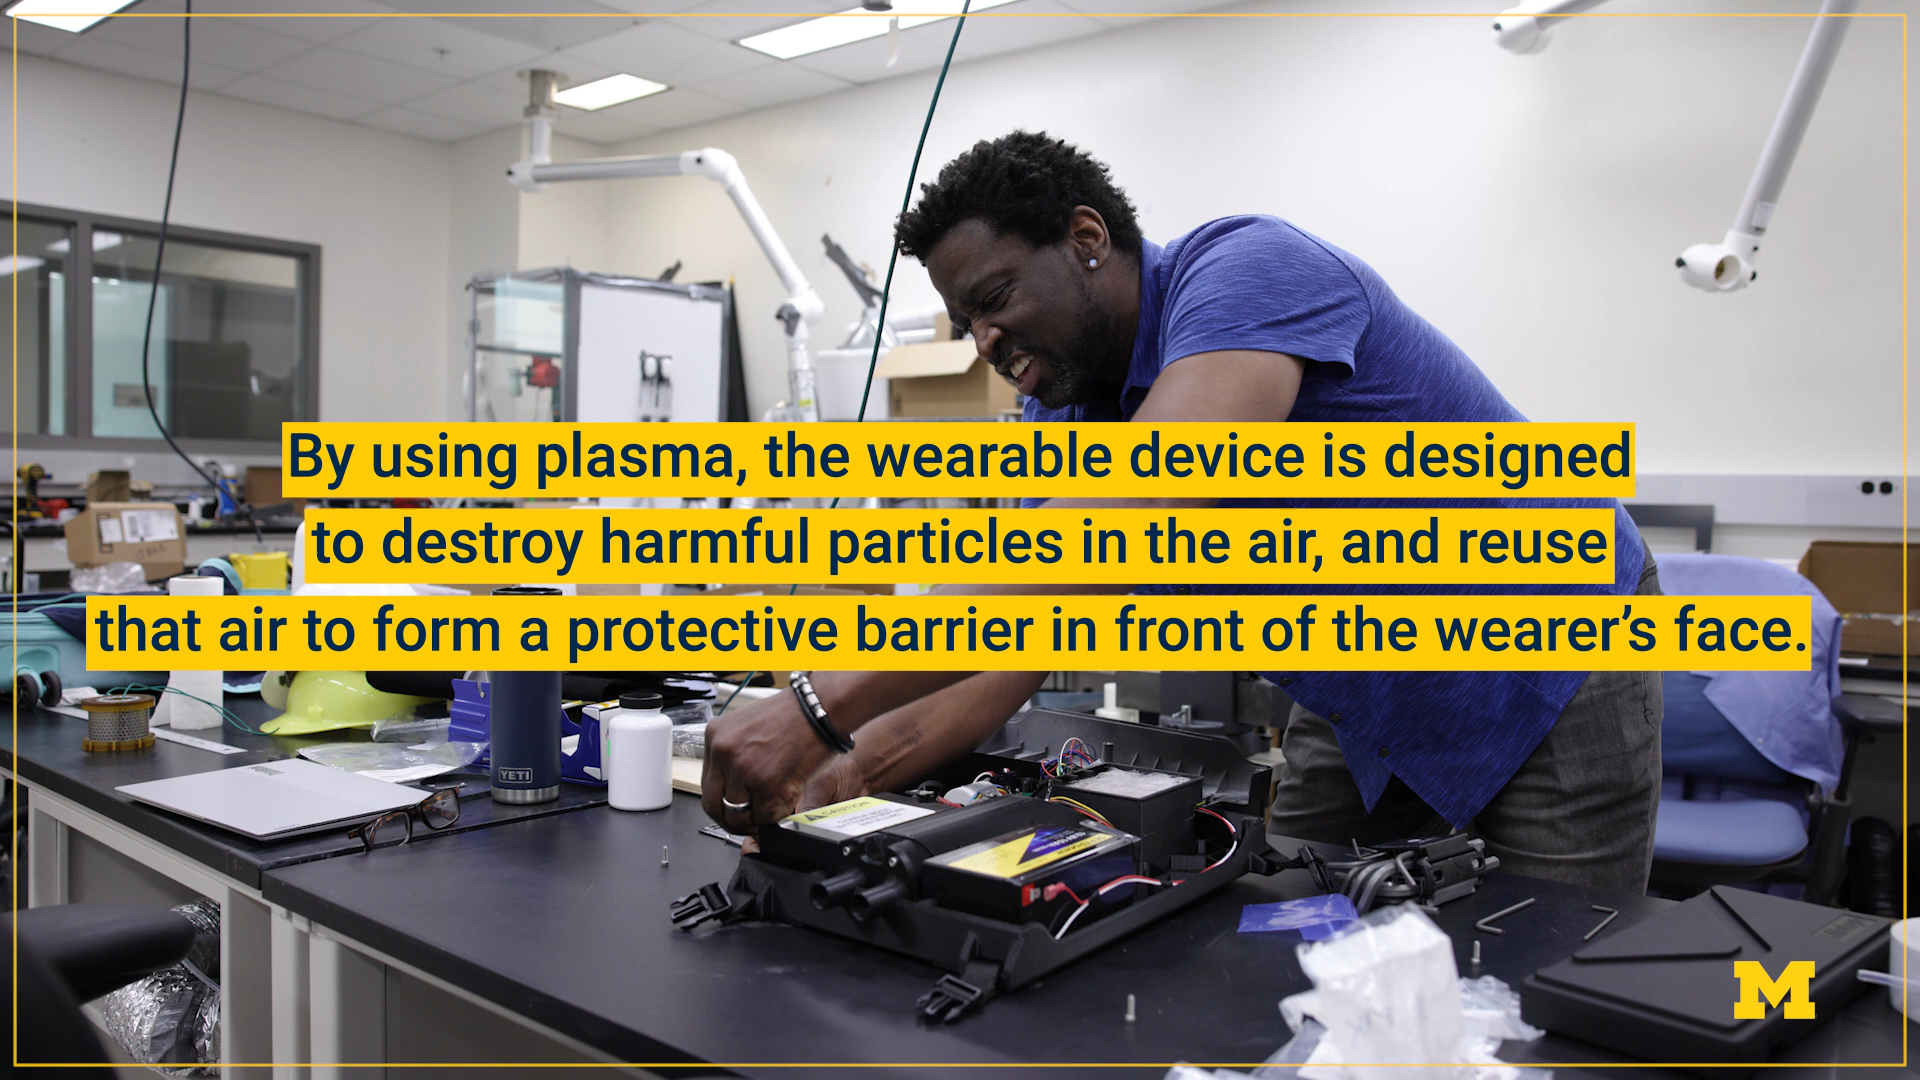 By using plasma, the wearable device is designed
to destroy harmful particles in the air, and reuse
that air to form a protective barrier in front of the wearer’s face.
YETI
CAUTION
M